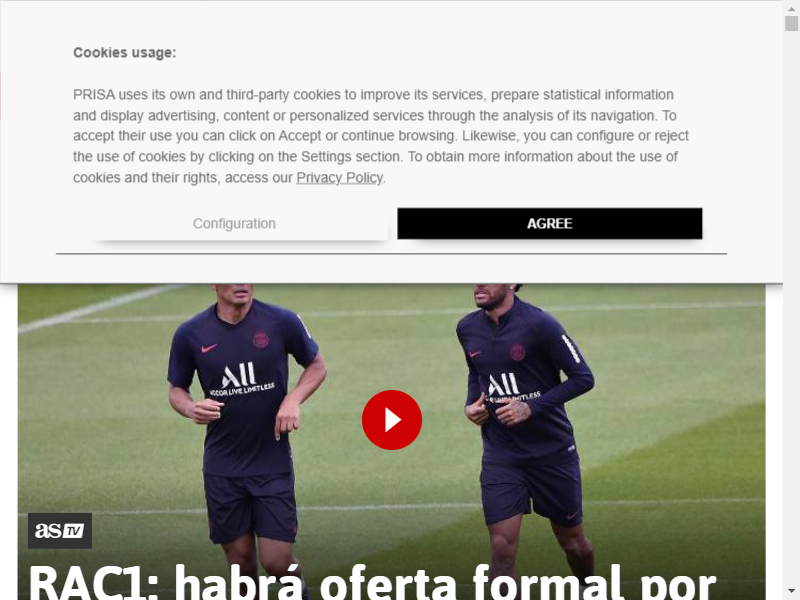 Cookies usage:
PRISA uses its own and third-party cookies to improve its services, prepare statistical information
and display advertising, content or personalized services through the analysis of its navigation. To
accept their use you can click on Accept or continue browsing. Likewise, you can configure or reject
the use of cookies by clicking on the Settings section. To obtain more information about the use of
cookies and their rights, access our Privacy Policy.
Configuration
AGREE
ALL
ACCOR LIVE LIMITLESS
ALL
LIVE LIMITLESS
as TV
RAC1: habrá oferta formal por